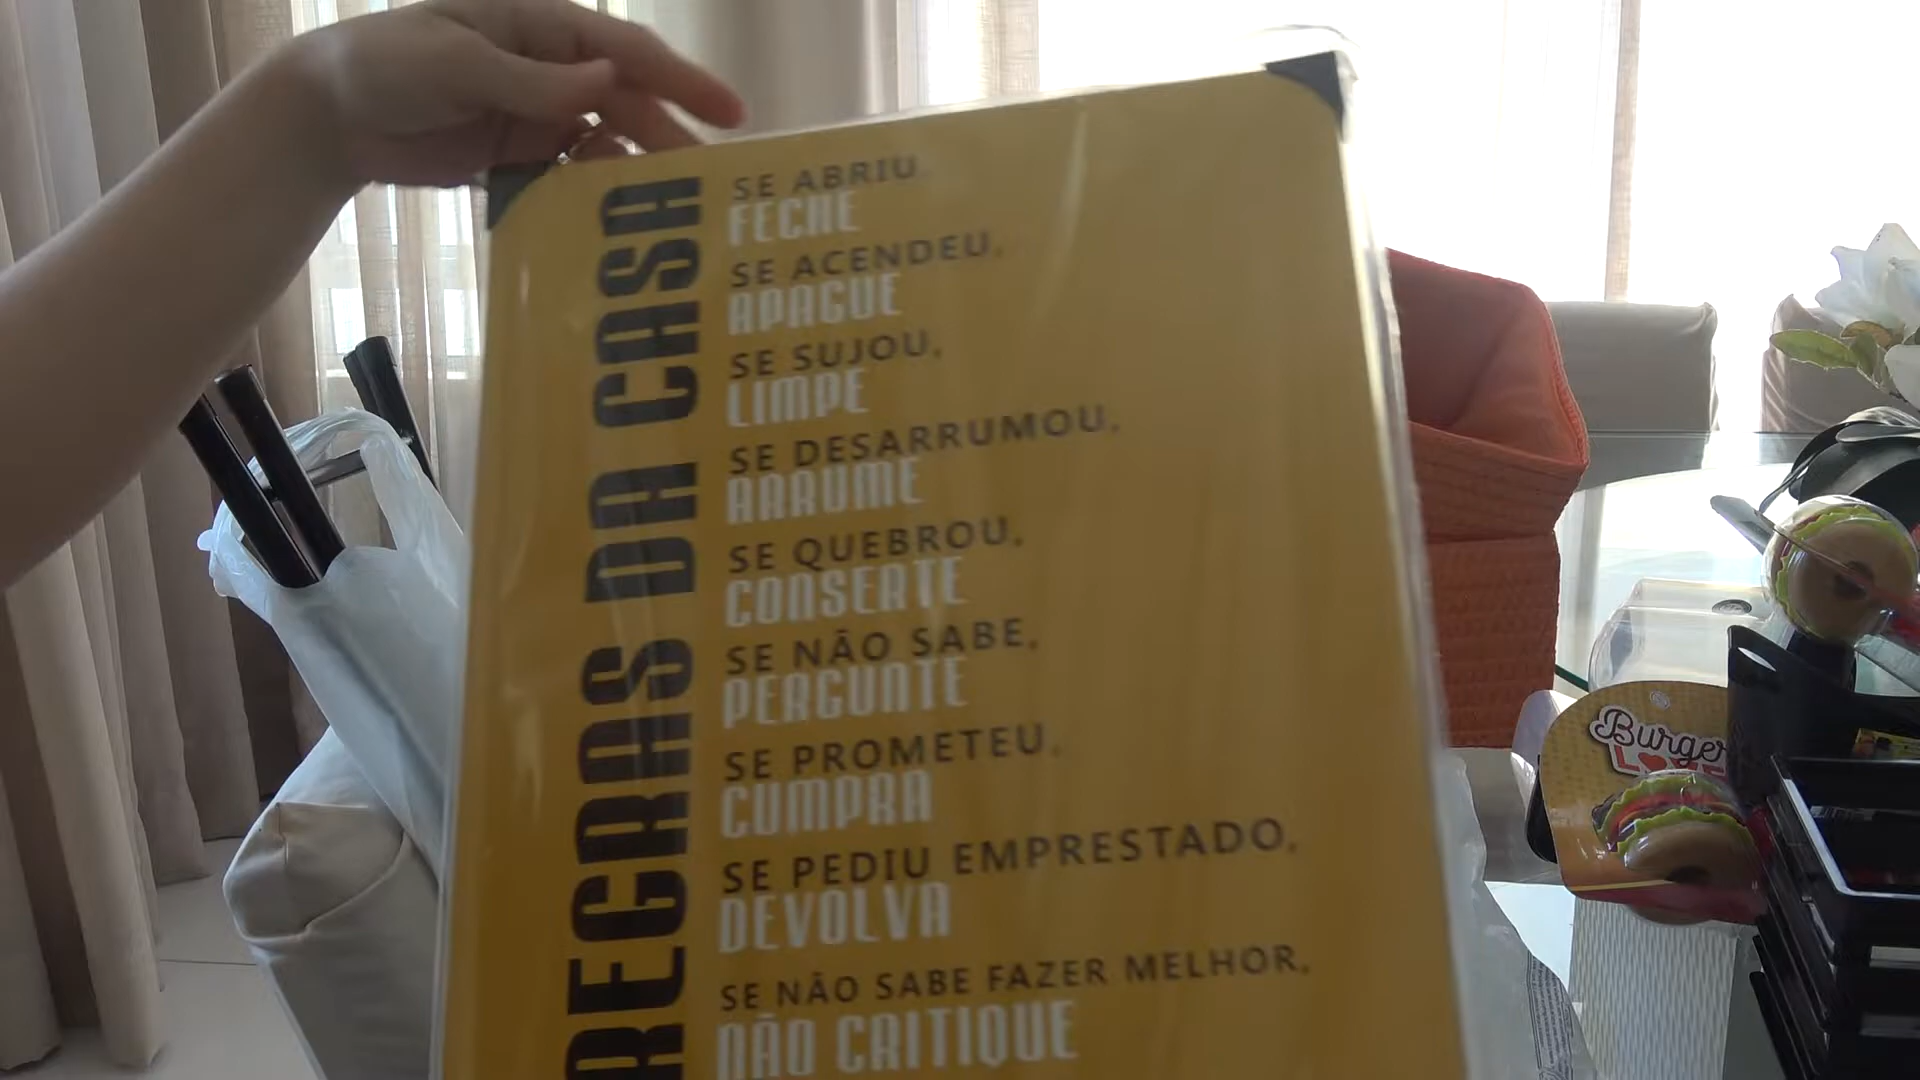 REGRAS DA CASA
SE ABRIU,
FECHE
SE ACENDEU,
APAGUE
SE SUJOU,
LIMPE
SE DESARRUMOU,
ARRUME
SE QUEBROU,
CONSERTE
SE NÃO SABE,
PERGUNTE
SE PROMETEU,
CUMPRA
SE PEDIU EMPRESTADO,
DEVOLVA
SE NÃO SABE FAZER MELHOR,
NÃO CRITIQUE
Burger